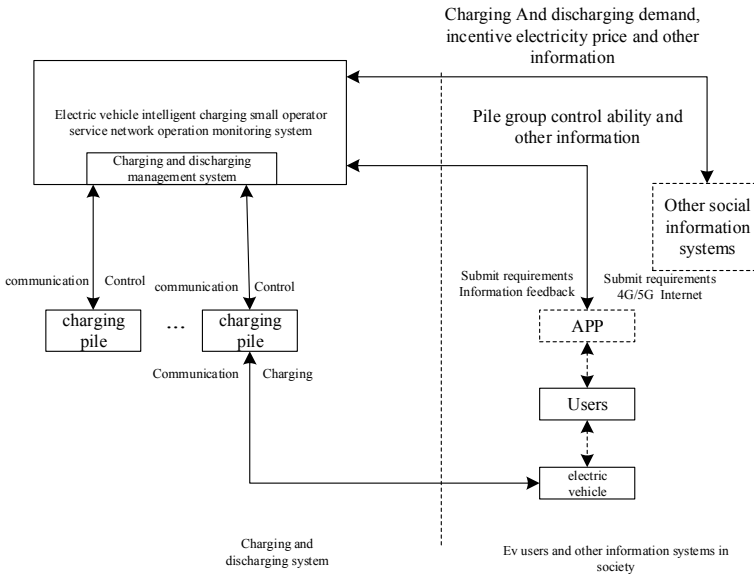 Charging And discharging demand,
incentive electricity price and other
information
Electric vehicle intelligent charging small operator
service network operation monitoring system
Pile group control ability and
other information
Charging and discharging
management system
Other social
information
systems
communication
Control
communication
Control
Submit requirements
Information feedback
Submit requirements
4G/5G Internet
charging
pile
...
charging
pile
APP
Communication
Charging
Users
electric
vehicle
Charging and
discharging system
Ev users and other information systems in
society